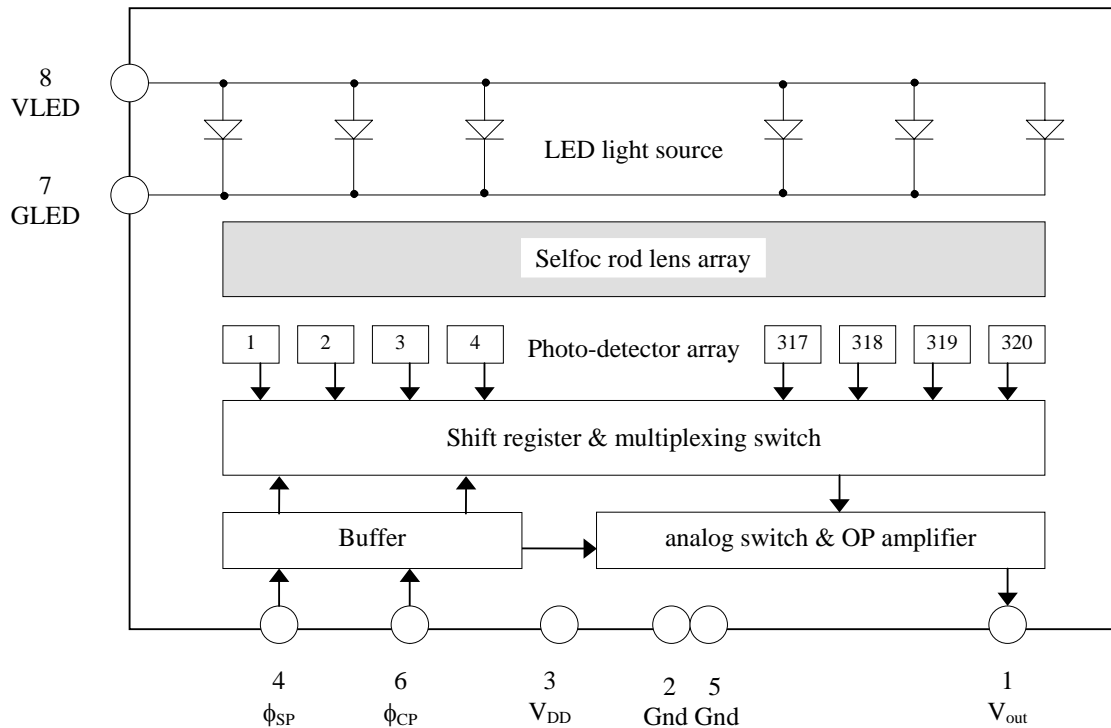 8
VLED
LED light source
7
GLED
Selfoc rod lens array
1 2 3 4 Photo-detector array 317 318 319 320
Shift register & multiplexing switch
Buffer analog switch & OP amplifier
4 6 3 2 5 1
ϕSP ϕCP VDD Gnd Gnd Vout